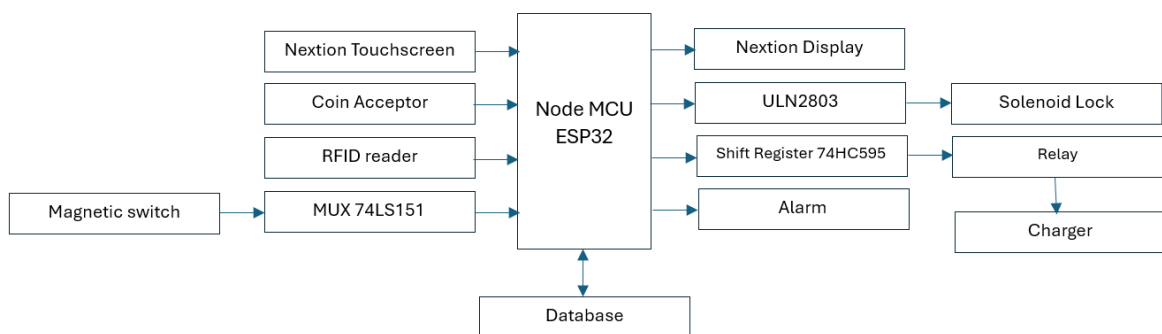 Nextion Touchscreen
Coin Acceptor
RFID reader
Magnetic switch
MUX 74LS151
Node MCU
ESP32
Nextion Display
ULN2803
Solenoid Lock
Shift Register 74HC595
Relay
Alarm
Charger
Database